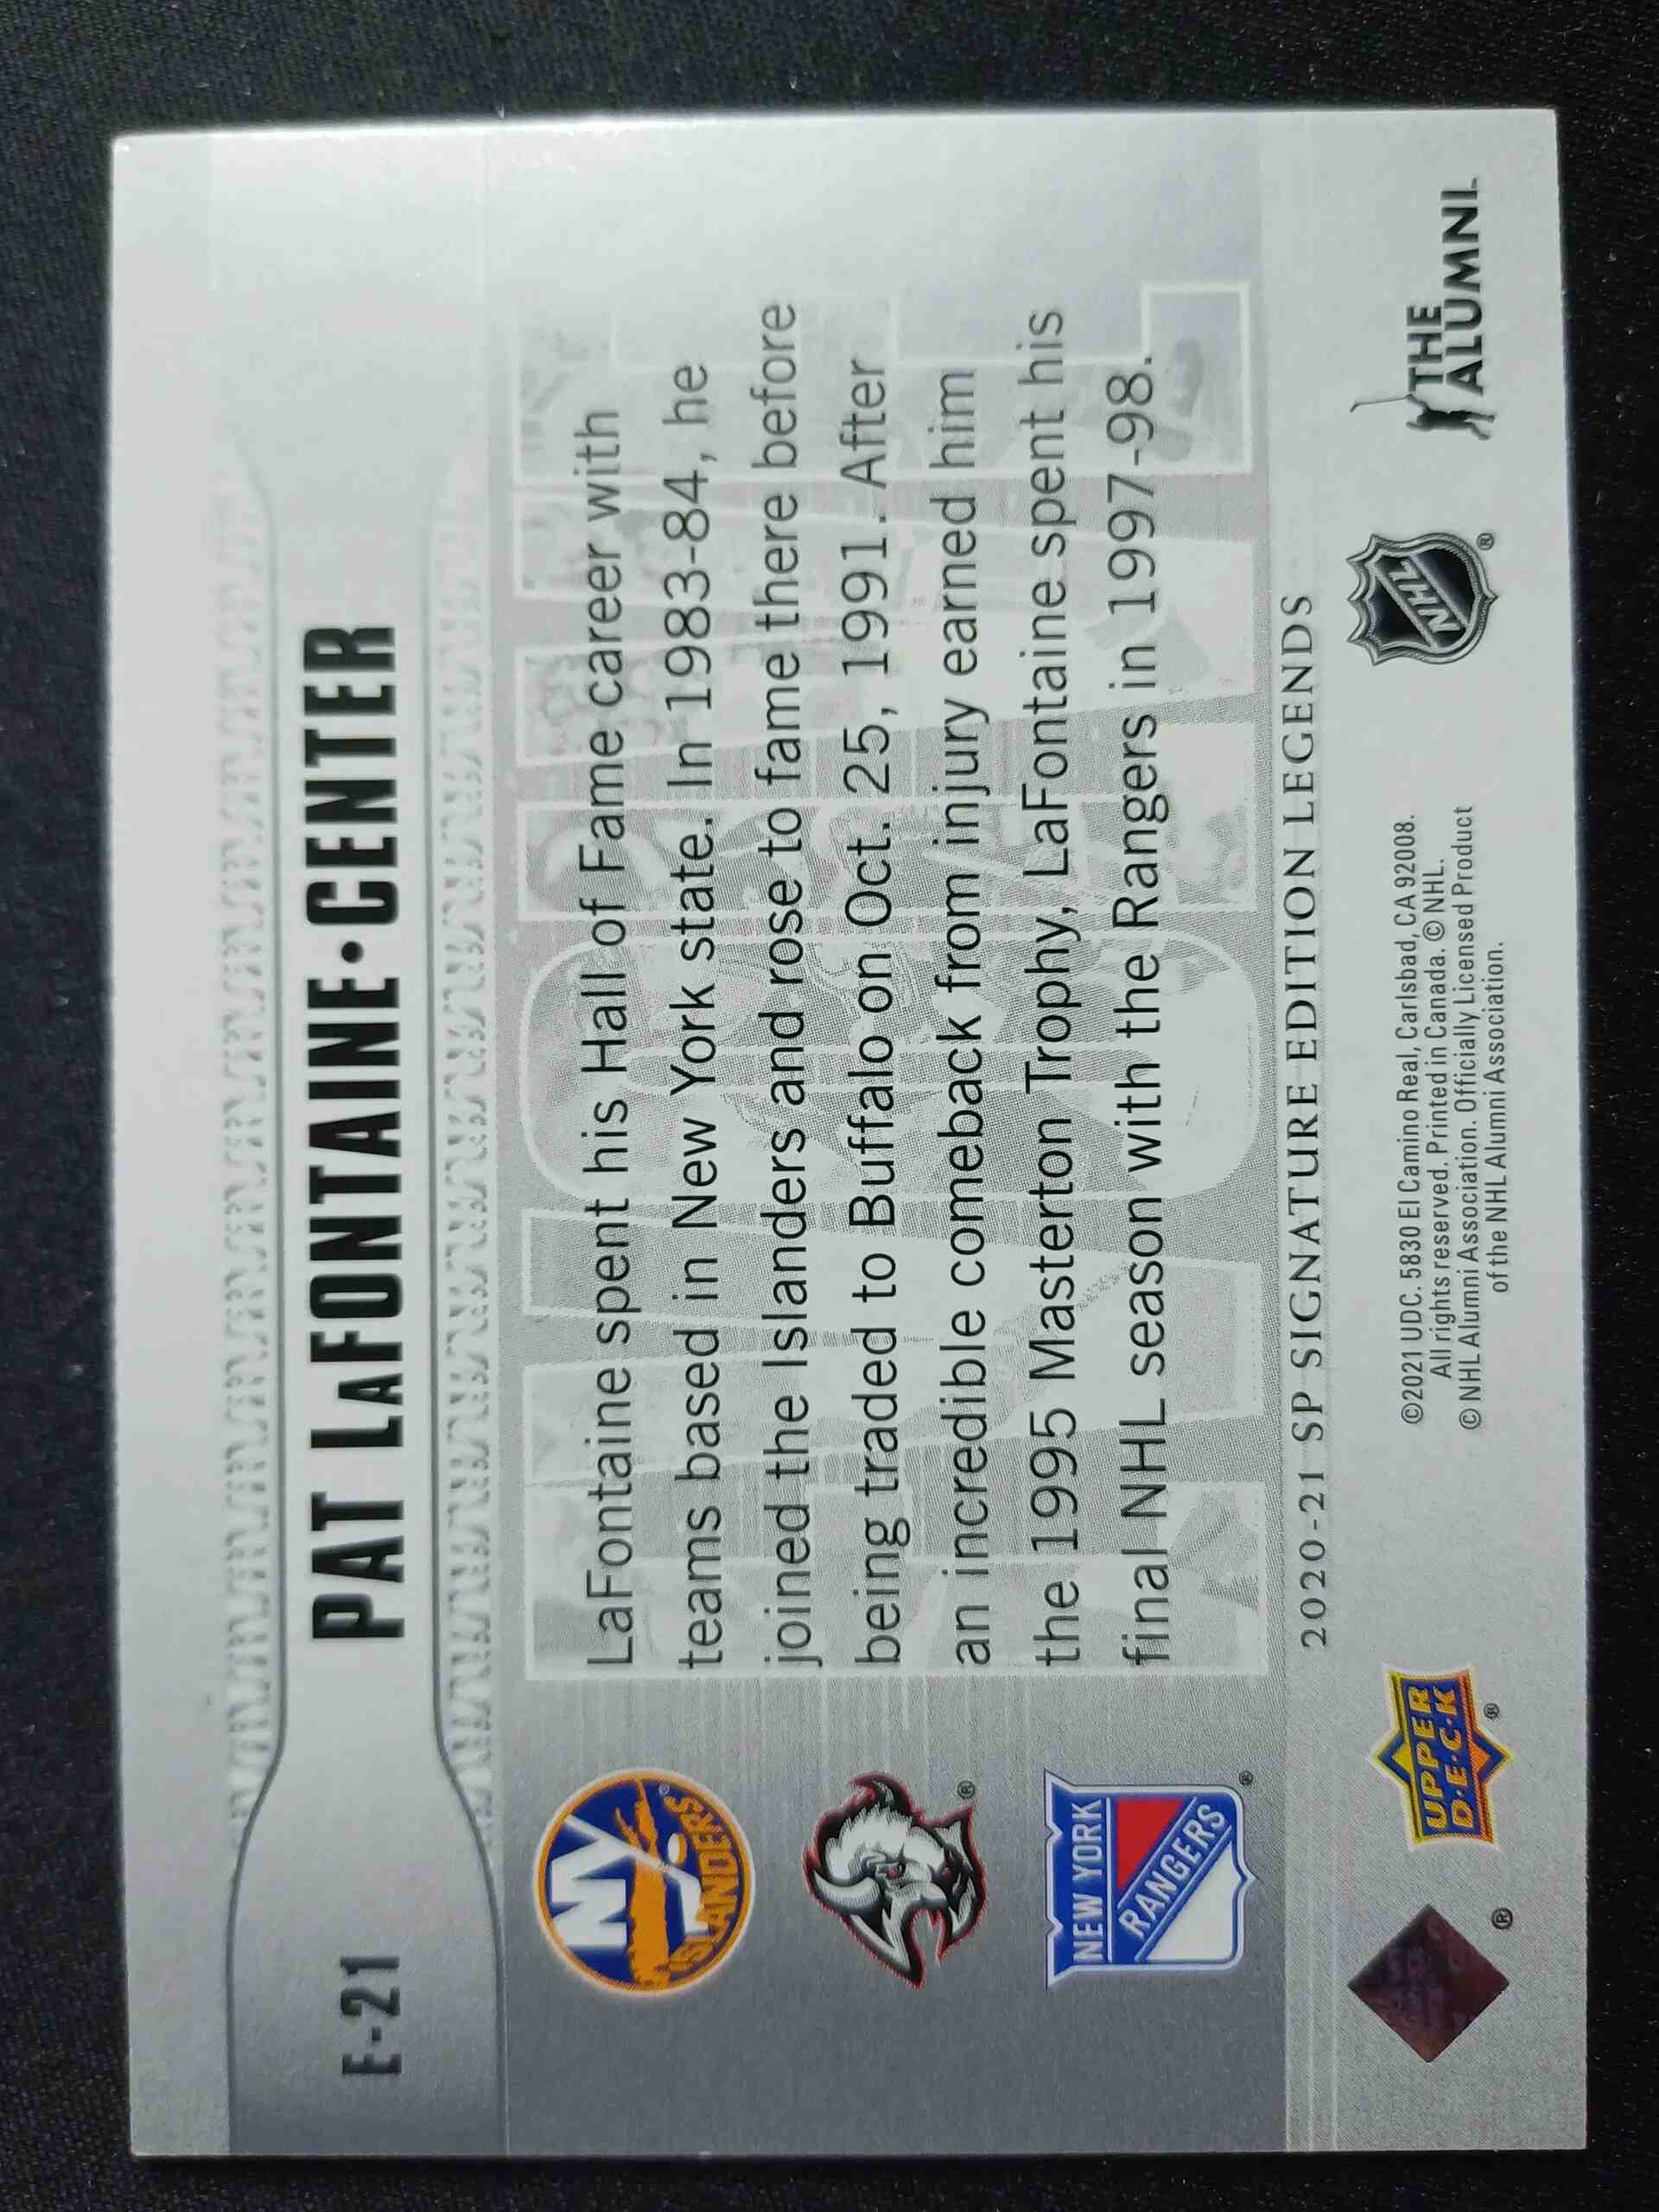 E-21
PAT LAFONTAINE•CENTER
LaFontaine spent his Hall of Fame career with
teams based in New York state. In 1983-84, he
joined the Islanders and rose to fame there before
being traded to Buffalo on Oct. 25, 1991. After
an incredible comeback from injury earned him
the 1995 Masterton Trophy, LaFontaine spent his
final NHL season with the Rangers in 1997-98.
NY
ISLANDERS
®
NEW YORK
RANGERS
®
2020-21 SP SIGNATURE EDITION LEGENDS
®
UPPER
D·E·C·K
®
©2021 UDC. 5830 El Camino Real, Carlsbad, CA 92008.
All rights reserved. Printed in Canada. © NHL.
© NHL Alumni Association. Officially Licensed Product
of the NHL Alumni Association.
NHL
®
THE
ALUMNI